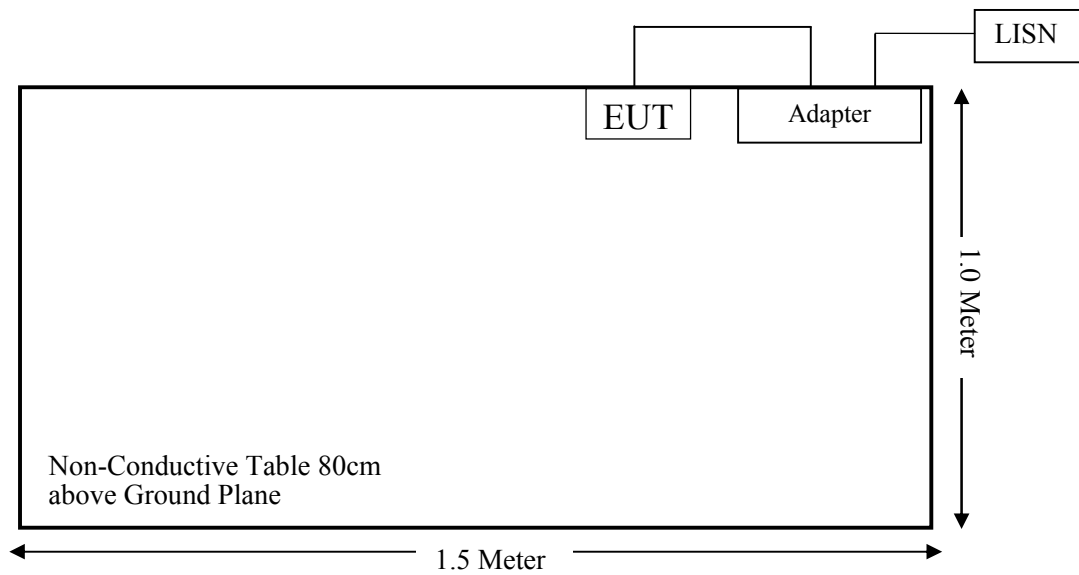 LISN
EUT
Adapter
1.0 Meter
Non-Conductive Table 80cm
above Ground Plane
1.5 Meter